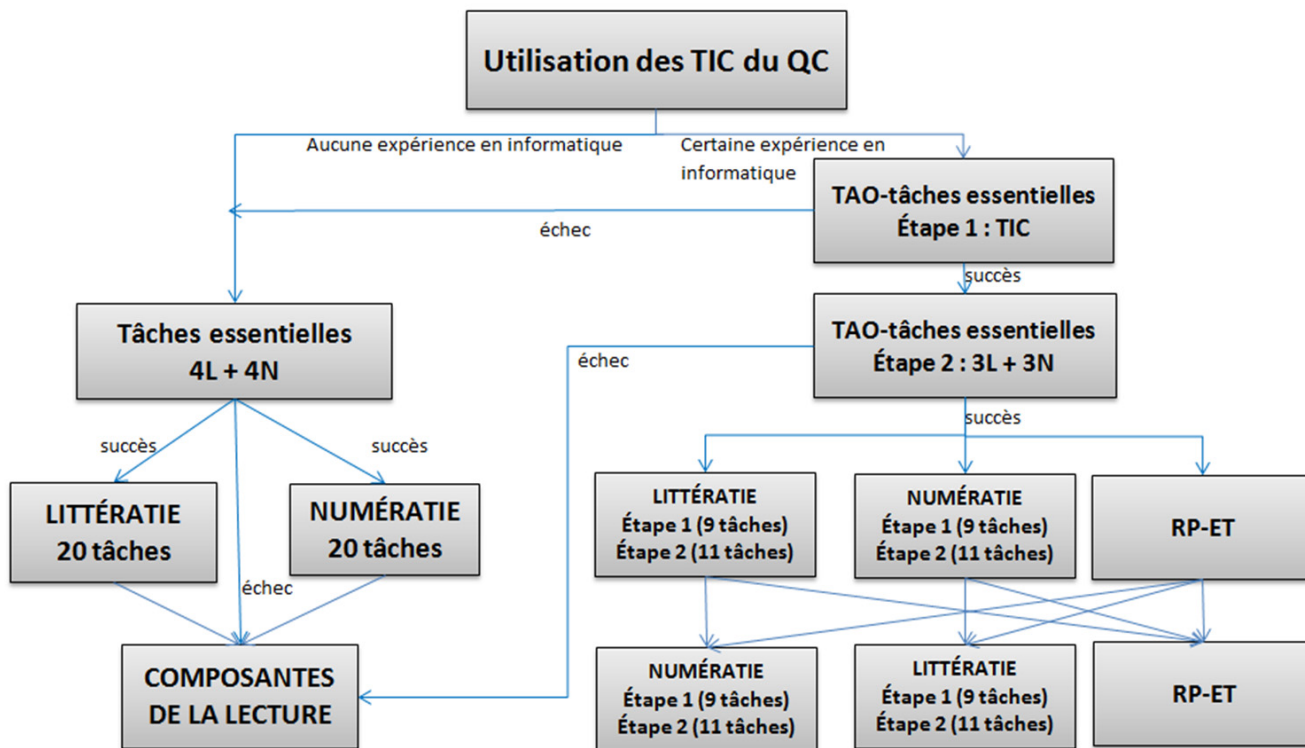 Utilisation des TIC du QC
Aucune expérience en informatique
Certaine expérience en
informatique
TAO-tâches essentielles
Étape 1 : TIC
échec
succès
Tâches essentielles
4L + 4N
TAO-tâches essentielles
Étape 2 : 3L + 3N
échec
succès
succès
succès
LITTÉRATIE
20 tâches
NUMÉRATIE
20 tâches
LITTÉRATIE
Étape 1 (9 tâches)
Étape 2 (11 tâches)
NUMÉRATIE
Étape 1 (9 tâches)
Étape 2 (11 tâches)
RP-ET
échec
COMPOSANTES
DE LA LECTURE
NUMÉRATIE
Étape 1 (9 tâches)
Étape 2 (11 tâches)
LITTÉRATIE
Étape 1 (9 tâches)
Étape 2 (11 tâches)
RP-ET